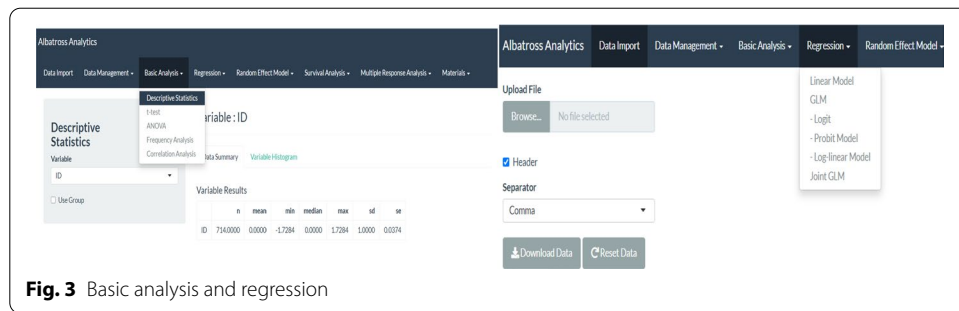 Albatross Analytics
Data Import Data Management Basic Analysis Regression Random Effect Model Survival Analysis Multiple Response Analysis Materials
Descriptive Statistics
t-test
ANOVA
Frequency Analysis
Correlation Analysis
Descriptive
Statistics
Variable
ID
Use Group
ariable : ID
Data Summary Variable Histogram
Variable Results
n mean min median max sd se
ID 714.0000 0.0000 -1.7284 0.0000 1.7284 1.0000 0.0374
Albatross Analytics Data Import Data Management Basic Analysis Regression Random Effect Model
Linear Model
GLM
- Logit
- Probit Model
- Log-linear Model
Joint GLM
Upload File
Browse... No file selected
Header
Separator
Comma
Download Data Reset Data
Fig. 3 Basic analysis and regression